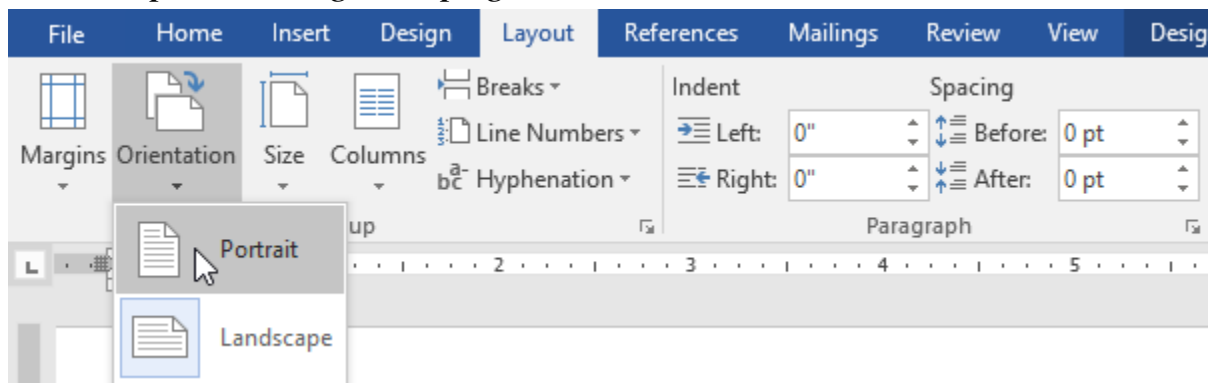 File Home Insert Design Layout References Mailings Review View Desig
Breaks Indent Spacing
Line Numbers Left: 0" Before: 0 pt
Margins Orientation Size Columns
Hyphenation Right: 0" After: 0 pt
up Paragraph
Portrait
L 2 3 4 5
Landscape